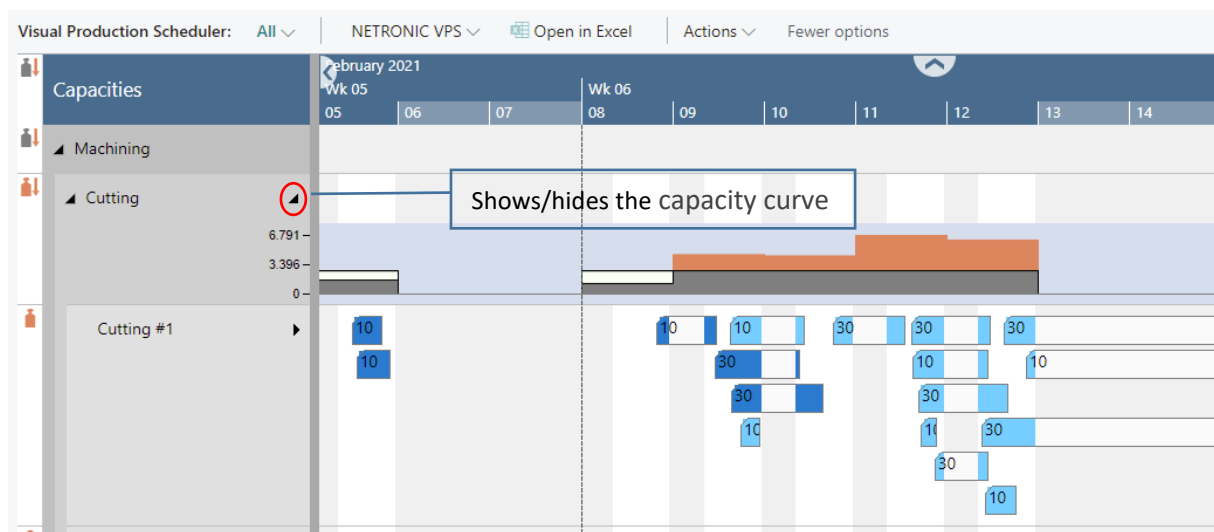 Visual Production Scheduler: All NETRONIC VPS Open in Excel Actions Fewer options
February 2021
Capacities
Wk 05 Wk 06
05 06 07 08 09 10 11 12 13 14
Machining
Cutting
Shows/hides the capacity curve
6.791
3.396
0
Cutting #1
10 10 10 30 30 30
10 30 10 10
30 30
10 10 30
30
10